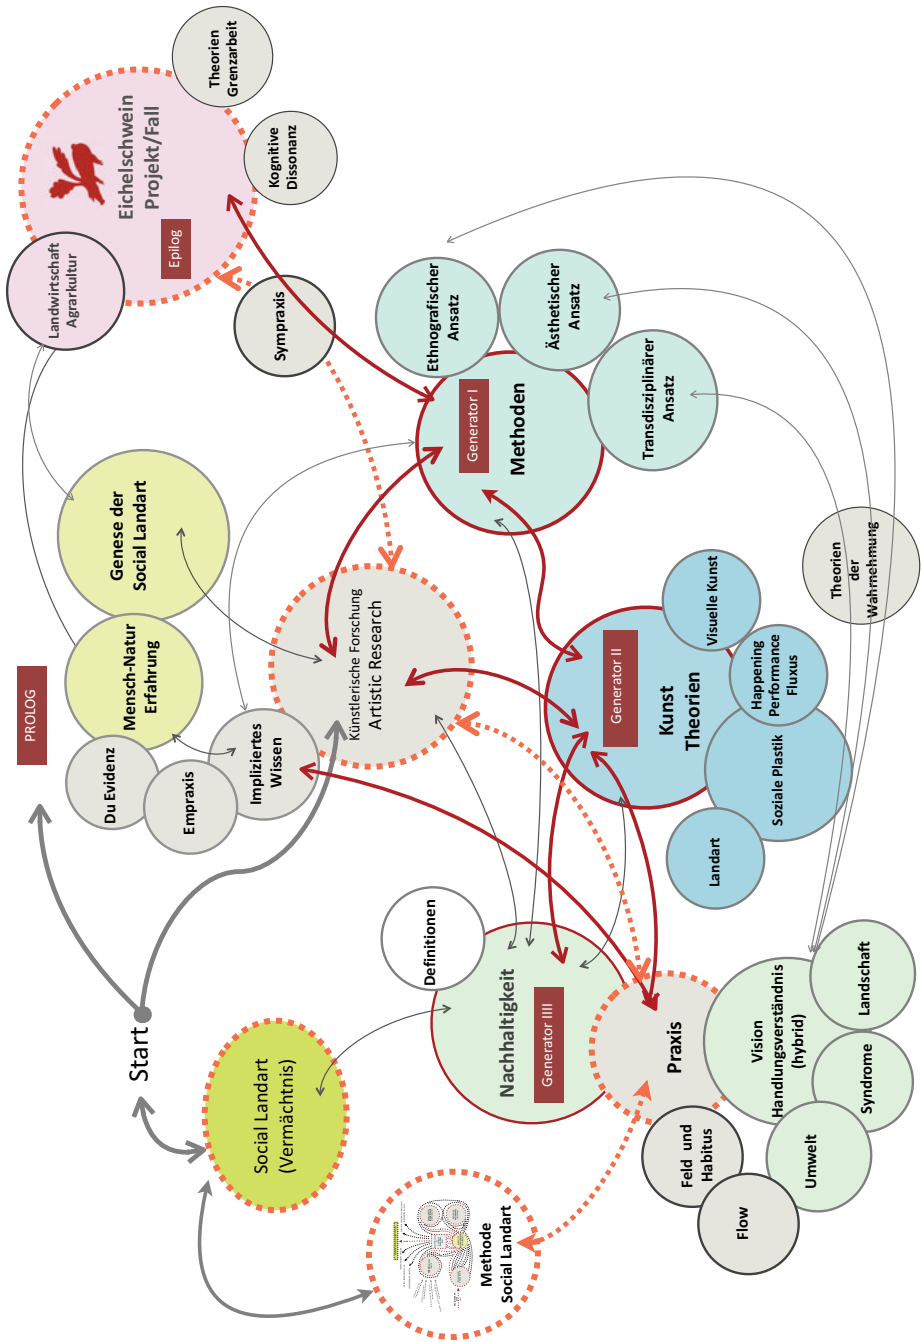 Start
PROLOG
Social Landart
(Vermächtnis)
Methode
Social Landart
Du Evidenz
Empraxis
Impliziertes
Wissen
Mensch-Natur
Erfahrung
Genese der
Social Landart
Landwirtschaft
Agrarkultur
Eichelschwein
Projekt/Fall
Epilog
Theorien
Grenzarbeit
Kognitive
Dissonanz
Sympraxis
Künstlerische Forschung
Artistic Research
Definitionen
Nachhaltigkeit
Generator IIII
Praxis
Feld und
Habitus
Flow
Vision
Handlungsverständnis
(hybrid)
Umwelt
Syndrome
Landschaft
Generator II
Kunst
Theorien
Landart
Soziale Plastik
Happening
Performance
Fluxus
Visuelle Kunst
Generator I
Methoden
Ethnografischer
Ansatz
Ästhetischer
Ansatz
Transdisziplinärer
Ansatz
Theorien
der
Wahrnehmung